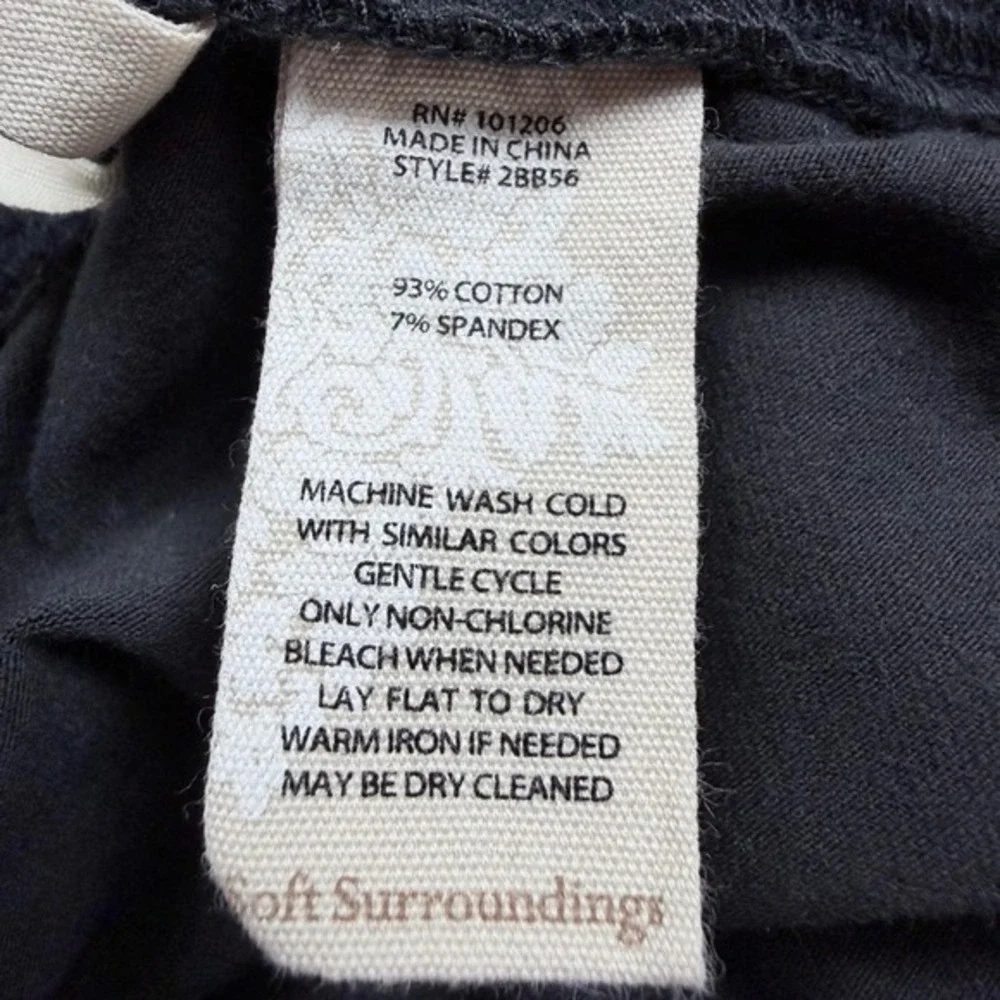 RN# 101206
MADE IN CHINA
STYLE# 2BB56
93% COTTON
7% SPANDEX
MACHINE WASH COLD
WITH SIMILAR COLORS
GENTLE CYCLE
ONLY NON-CHLORINE
BLEACH WHEN NEEDED
LAY FLAT TO DRY
WARM IRON IF NEEDED
MAY BE DRY CLEANED
Soft Surroundings